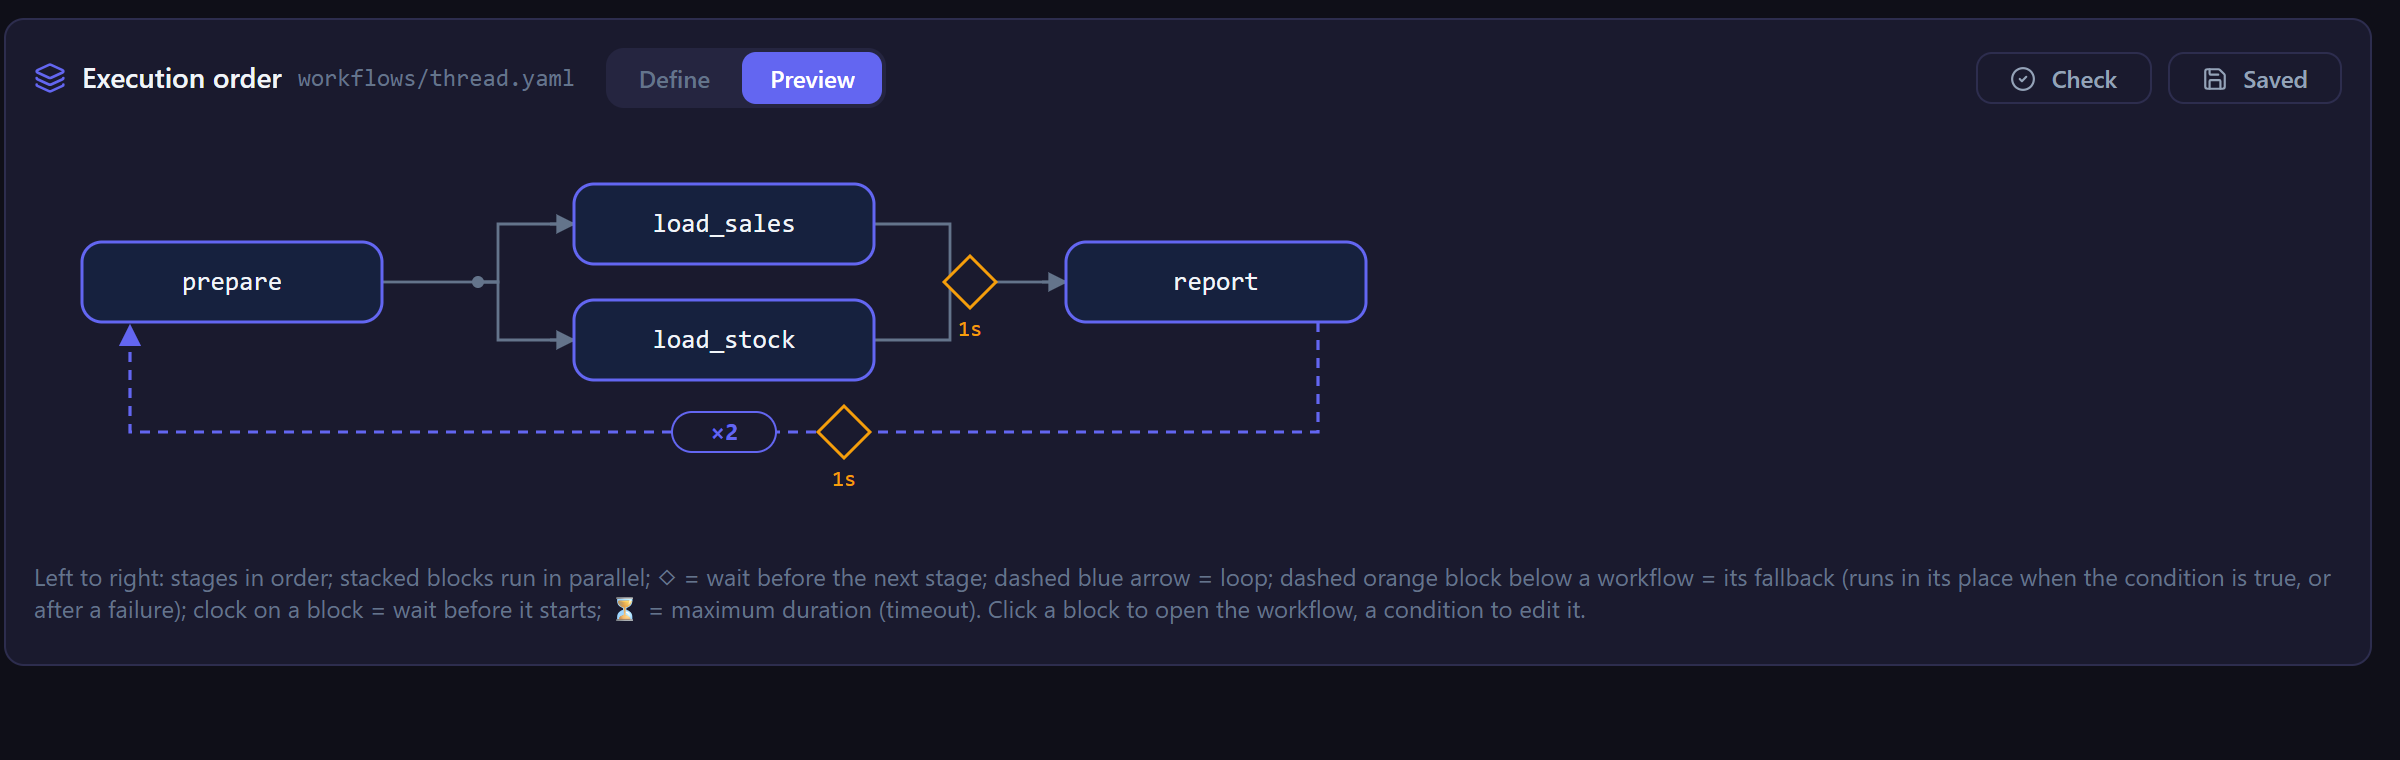 Execution order workflows/thread.yaml Define Preview Check Saved
load_sales
prepare
report
1s
load_stock
×2
1s
Left to right: stages in order; stacked blocks run in parallel; ◇ = wait before the next stage; dashed blue arrow = loop; dashed orange block below a workflow = its fallback (runs in its place when the condition is true, or
after a failure); clock on a block = wait before it starts; ⏳ = maximum duration (timeout). Click a block to open the workflow, a condition to edit it.